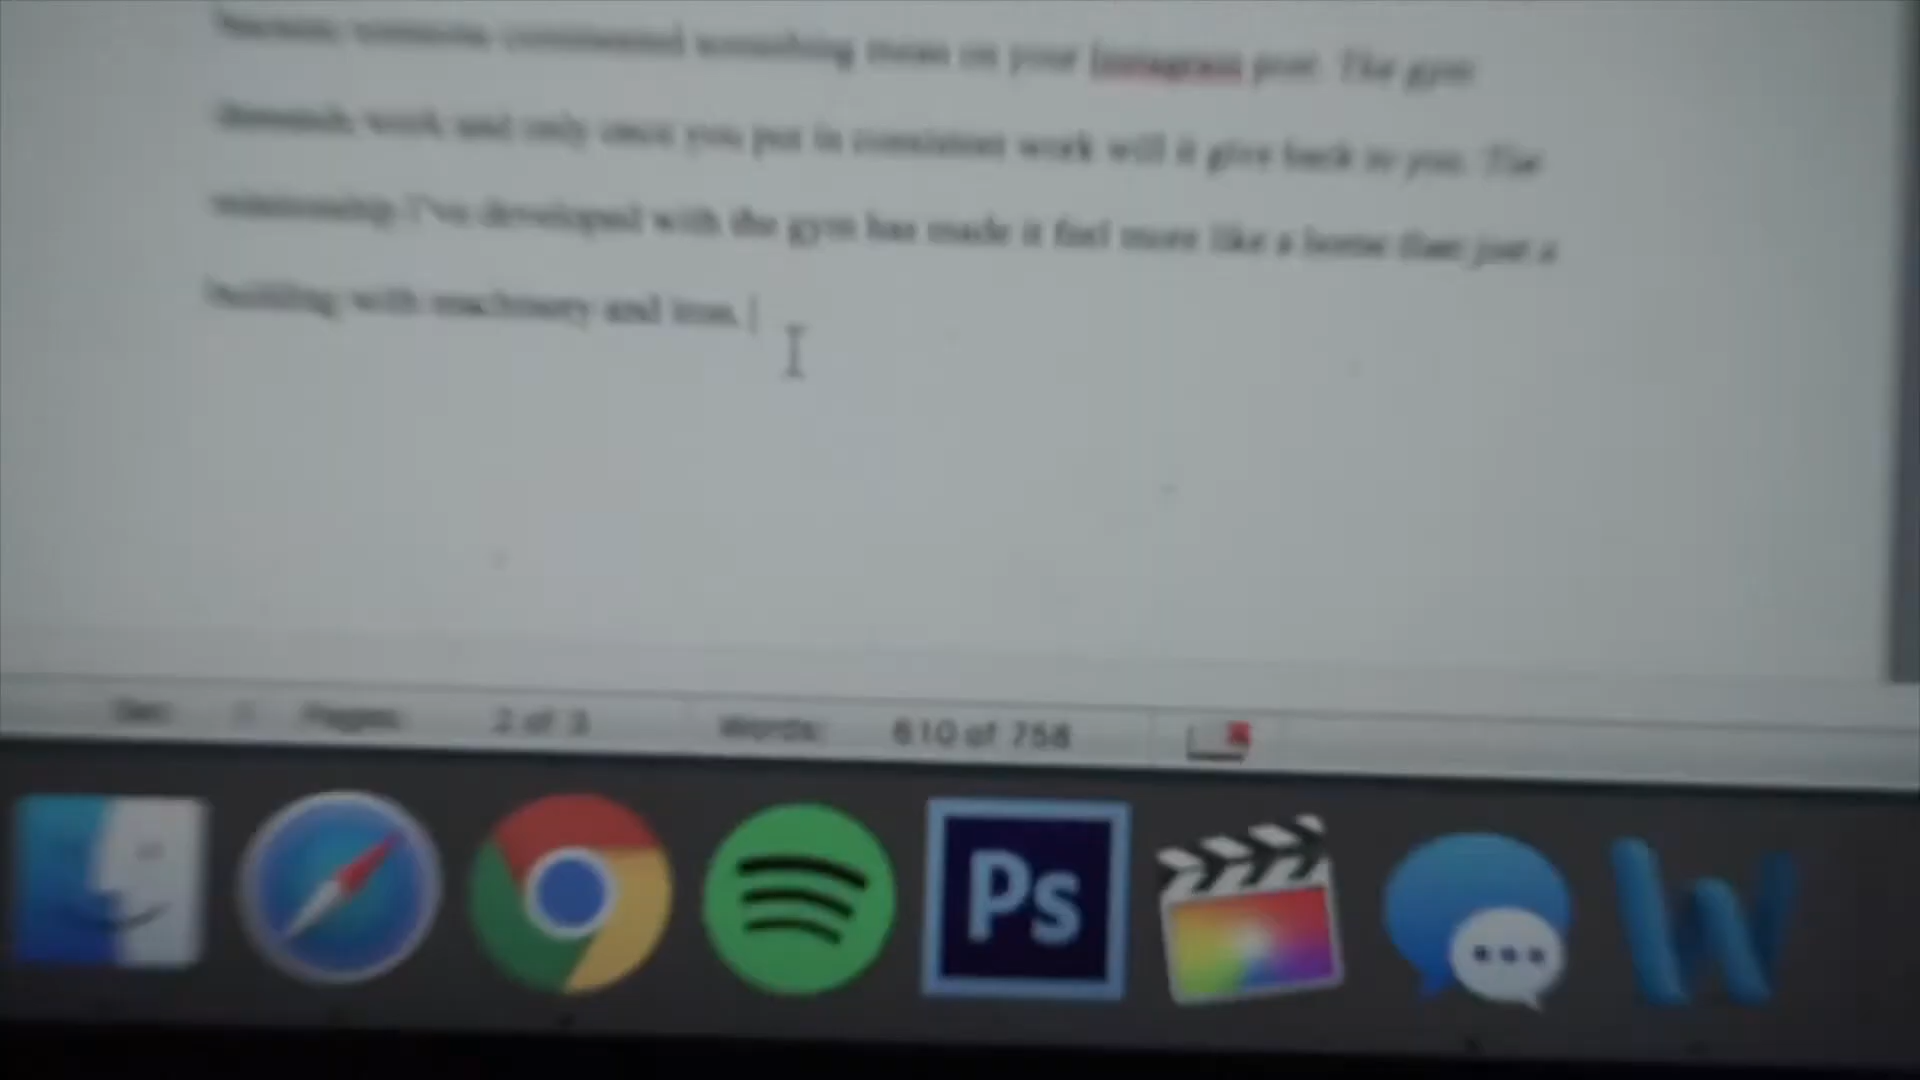 because someone commented something mean on your Instagram post. The gym
demands work and only once you put in consistent work will it give back to you. The
relationship I've developed with the gym has made it feel more like a home than just a
building with machinery and iron.
Sec Pages: 2 of 3 Words: 610 of 758
Ps